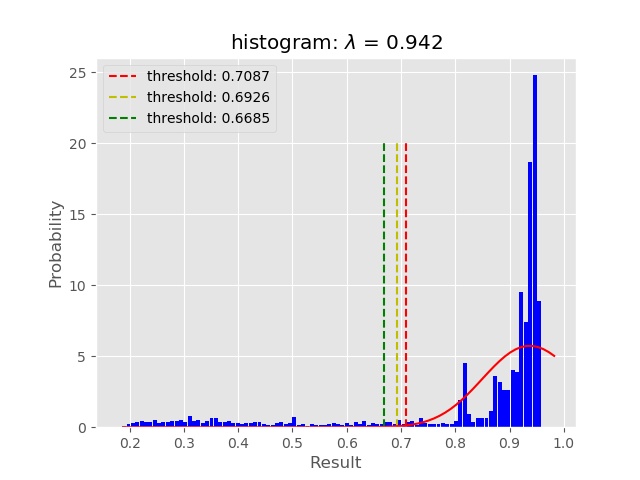 histogram: λ = 0.942
threshold: 0.7087
threshold: 0.6926
threshold: 0.6685
25
20
15
10
5
0
Probability
0.2 0.3 0.4 0.5 0.6 0.7 0.8 0.9 1.0
Result